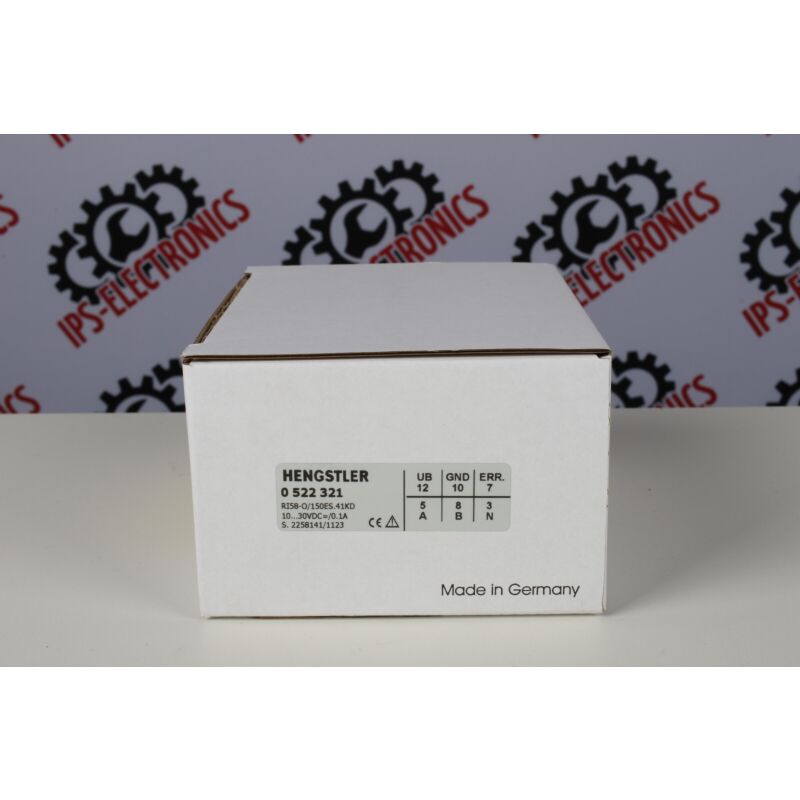 IPS-ELECTRONICS
IPS-ELECTRONICS
IPS-ELECTRONICS
HENGSTLER
0 522 321
RI58-O/150ES.41KD
10...30VDC=/0.1A
S. 2258141/1123
CE
UB GND ERR.
12 10 7
5 8 3
A B N
Made in Germany